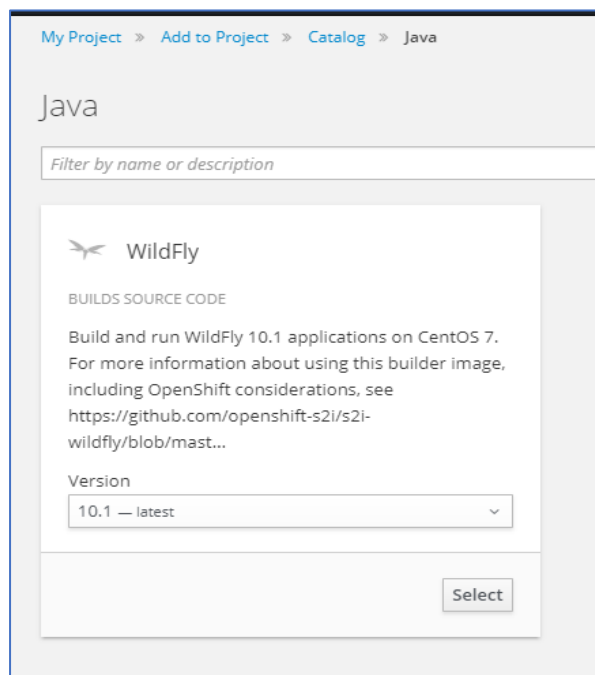 My Project » Add to Project » Catalog » Java
Java
Filter by name or description
WildFly
BUILDS SOURCE CODE
Build and run WildFly 10.1 applications on CentOS 7.
For more information about using this builder image,
including OpenShift considerations, see
https://github.com/openshift-s2i/s2i-
wildfly/blob/mast...
Version
10.1 — latest
Select